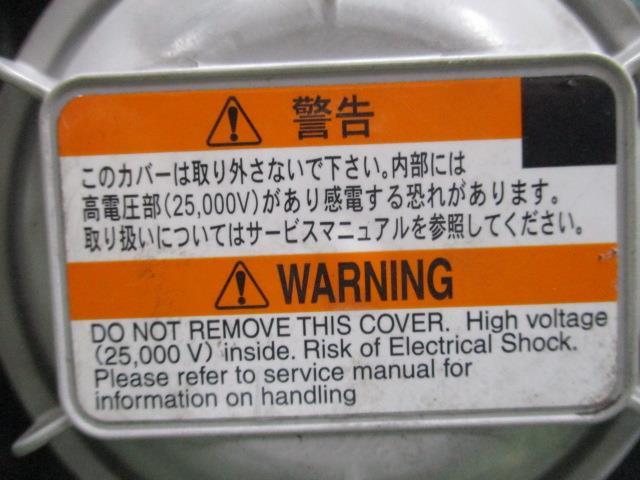 警告
このカバーは取り外さないで下さい。内部には
高電圧部(25,000V)があり感電する恐れがあります。
取り扱いについてはサービスマニュアルを参照してください。
WARNING
DO NOT REMOVE THIS COVER. High voltage
(25,000 V) inside. Risk of Electrical Shock.
Please refer to service manual for
information on handling